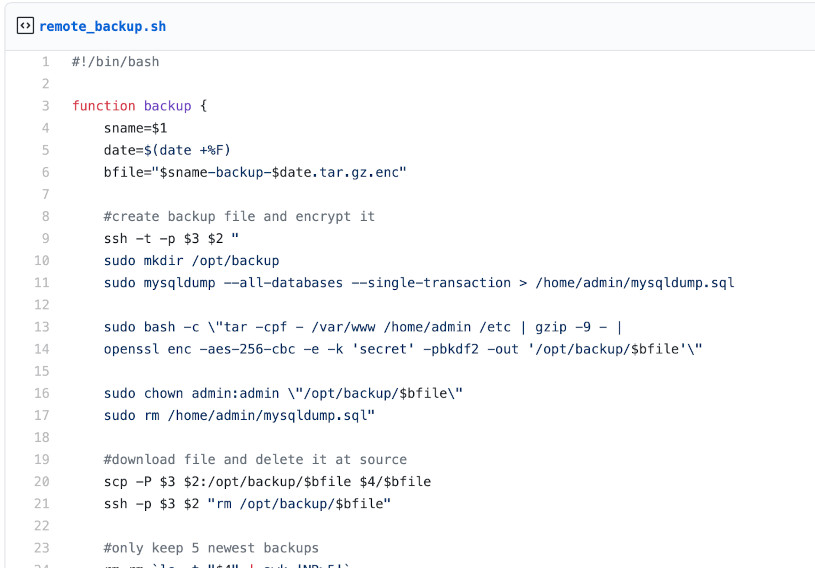 remote_backup.sh
1 #!/bin/bash
2
3 function backup {
4 sname=$1
5 date=$(date +%F)
6 bfile="$sname-backup-$date.tar.gz.enc"
7
8 #create backup file and encrypt it
9 ssh -t -p $3 $2 "
10 sudo mkdir /opt/backup
11 sudo mysqldump --all-databases --single-transaction > /home/admin/mysqldump.sql
12
13 sudo bash -c \"tar -cpf - /var/www /home/admin /etc | gzip -9 - |
14 openssl enc -aes-256-cbc -e -k 'secret' -pbkdf2 -out '/opt/backup/$bfile'\"
15
16 sudo chown admin:admin \"/opt/backup/$bfile\"
17 sudo rm /home/admin/mysqldump.sql"
18
19 #download file and delete it at source
20 scp -P $3 $2:/opt/backup/$bfile $4/$bfile
21 ssh -p $3 $2 "rm /opt/backup/$bfile"
22
23 #only keep 5 newest backups